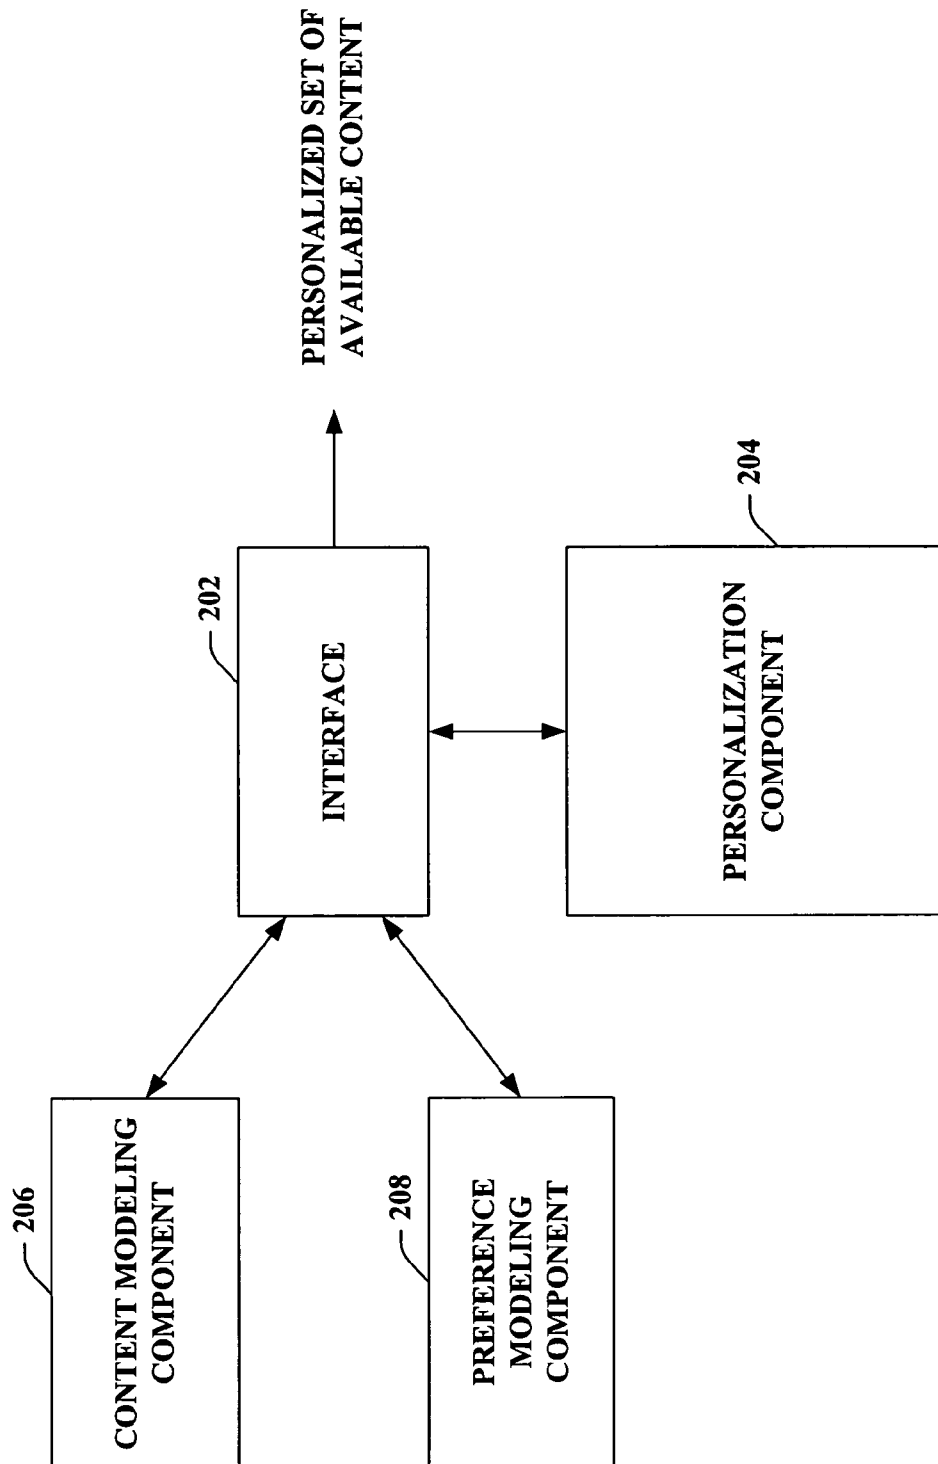 206
CONTENT MODELING
COMPONENT
208
PREFERENCE
MODELING
COMPONENT
202
INTERFACE
204
PERSONALIZATION
COMPONENT
PERSONALIZED SET OF
AVAILABLE CONTENT